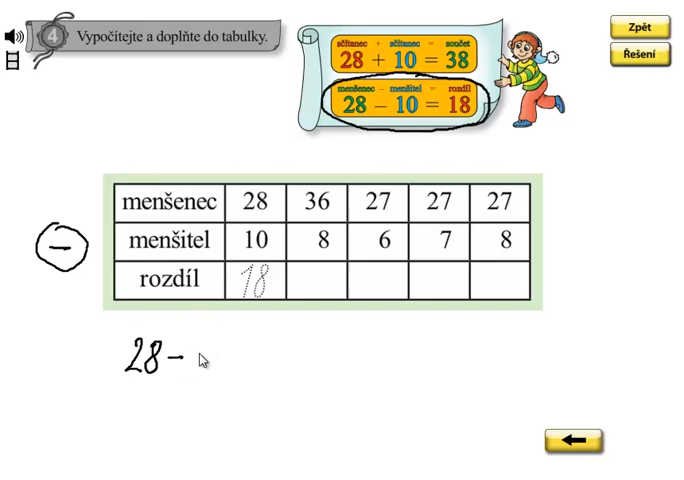 4 Vypočítejte a doplňte do tabulky.
sčítanec + sčítanec = součet
28 + 10 = 38
menšenec – menšitel = rozdíl
28 – 10 = 18
Zpět
Řešení
menšenec 28 36 27 27 27
– menšitel 10 8 6 7 8
rozdíl 18
28 –